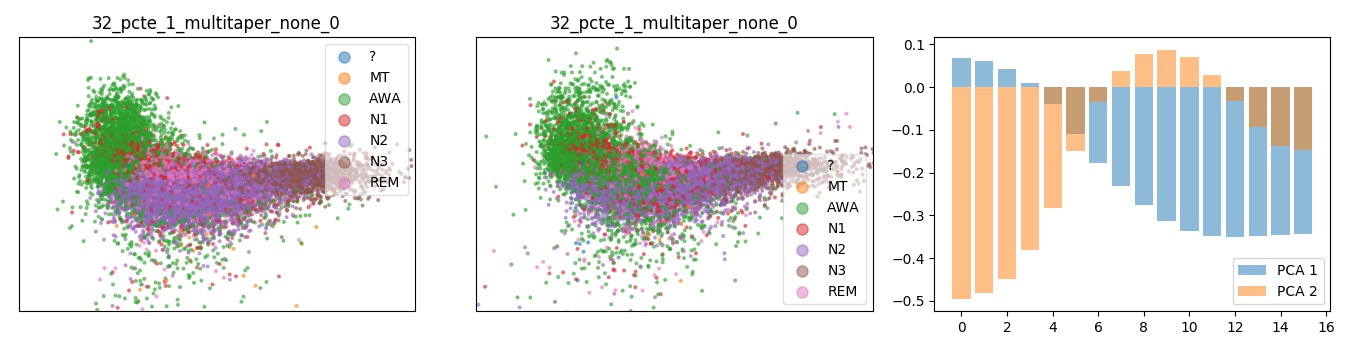 32_pcte_1_multitaper_none_0
?
MT
AWA
N1
N2
N3
REM
32_pcte_1_multitaper_none_0
?
MT
AWA
N1
N2
N3
REM
0.1
0.0
−0.1
−0.2
−0.3
−0.4
−0.5
0 2 4 6 8 10 12 14 16
PCA 1
PCA 2